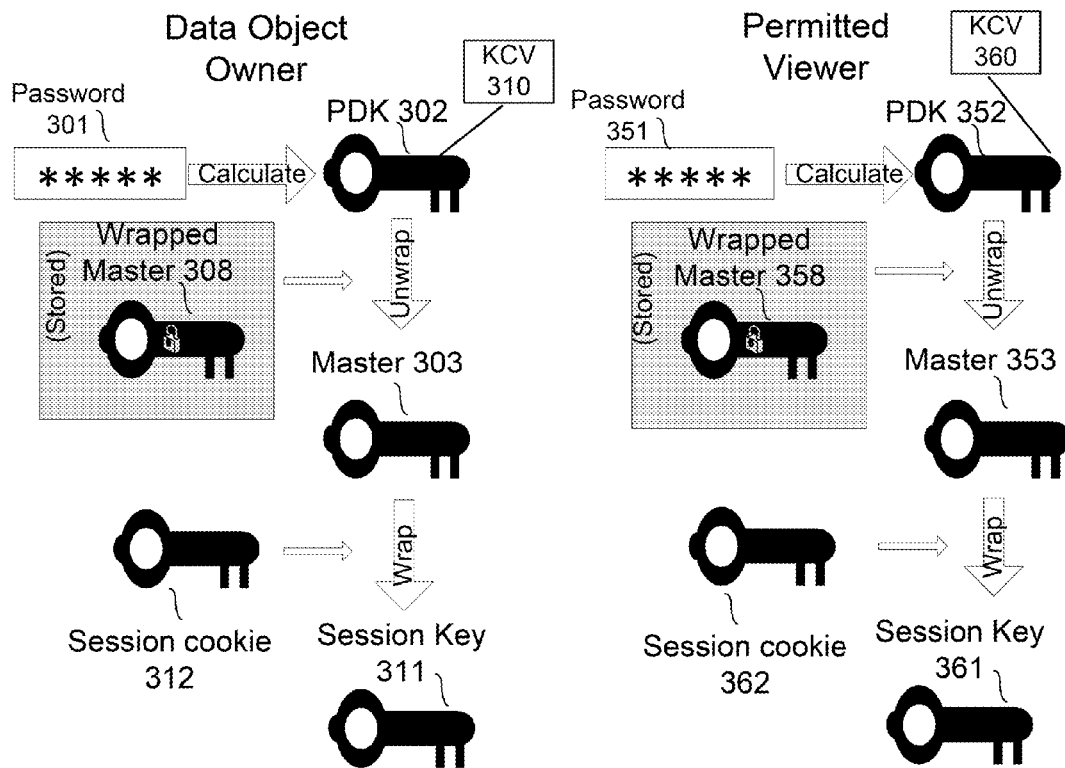 Data Object
Owner
KCV
310
Password
301
PDK 302
*****
Calculate
Wrapped
Master 308
(Stored)
Unwrap
Master 303
Wrap
Session cookie
312
Session Key
311
Permitted
Viewer
KCV
360
Password
351
PDK 352
*****
Calculate
Wrapped
Master 358
(Stored)
Unwrap
Master 353
Wrap
Session cookie
362
Session Key
361